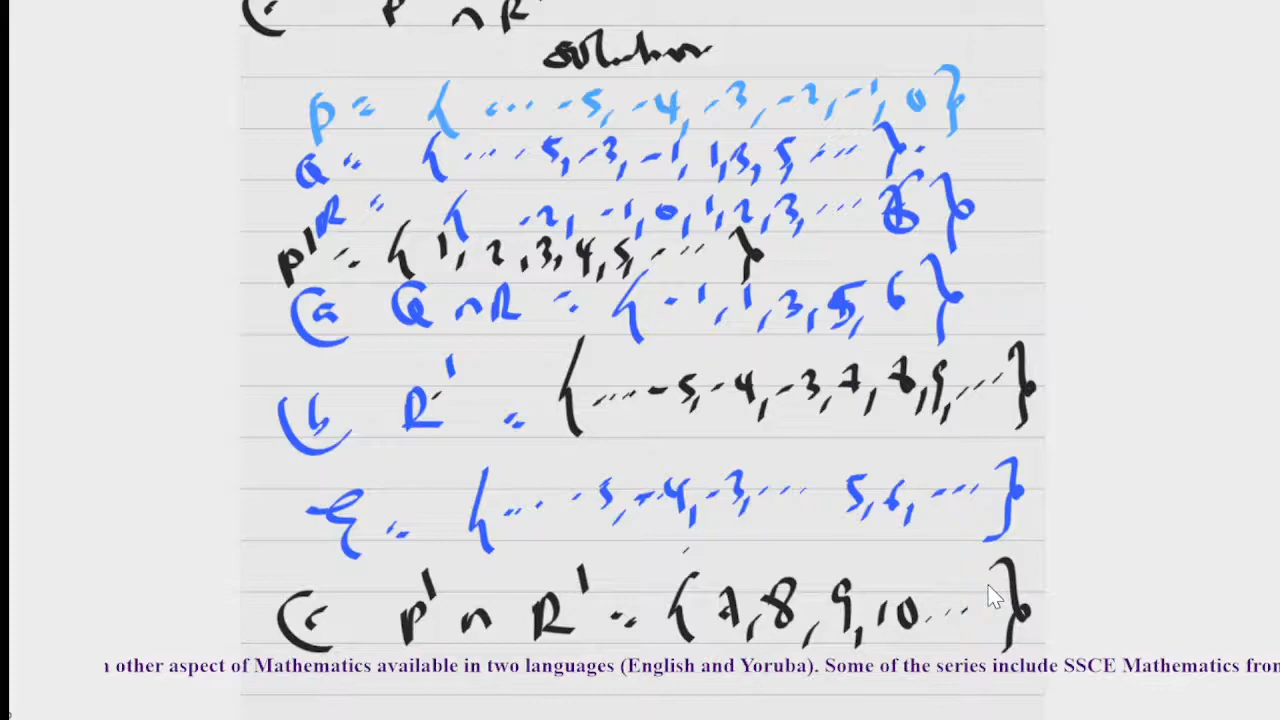 (c P' ∩ R'
solution
P = { ... -5, -4, -3, -2, -1, 0}
Q = { .... 5, -3, -1, 1, 3, 5, .... }.
R = { -2, -1, 0, 1, 2, 3, ... 6}
P' = { 1, 2, 3, 4, 5, .... }
(a Q ∩ R = { -1, 1, 3, 5, 6}
(b R' = { .... -5, -4, -3, 7, 8, 9, ... }
ξ = { ... -5, -4, -3, ... 5, 6, ... }
(c P' ∩ R' = { 7, 8, 9, 10 ... }
other aspect of Mathematics available in two languages (English and Yoruba). Some of the series include SSCE Mathematics from